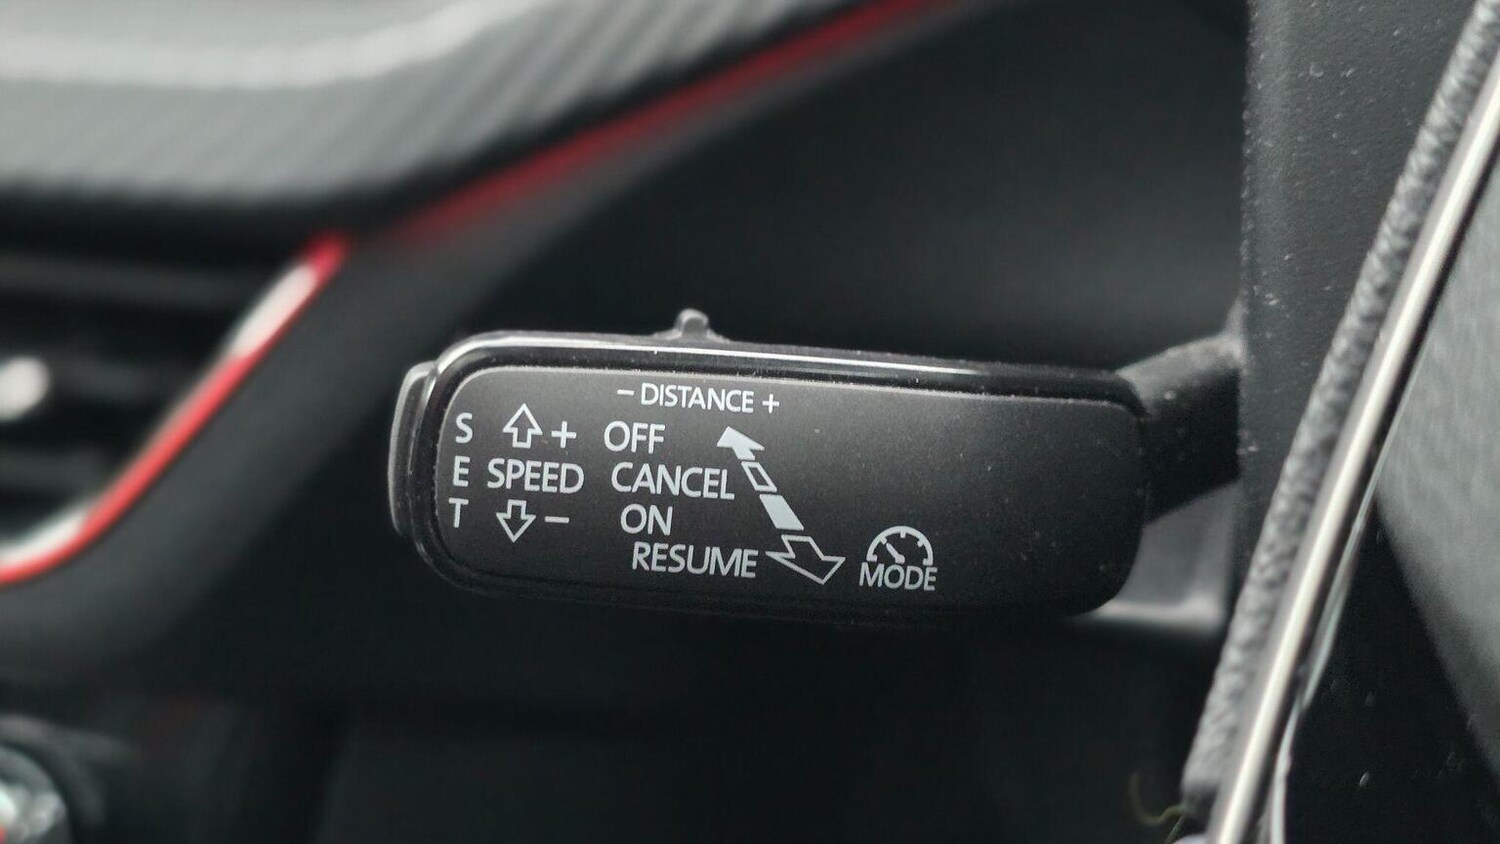 − DISTANCE +
S + OFF
E SPEED CANCEL
T − ON
RESUME
MODE